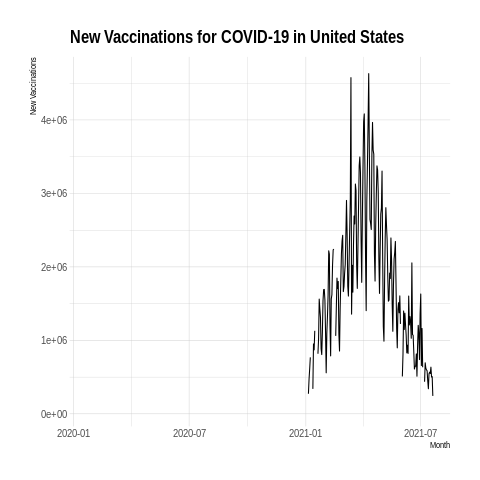 New Vaccinations for COVID-19 in United States
New Vaccinations
4e+06
3e+06
2e+06
1e+06
0e+00
2020-01 2020-07 2021-01 2021-07
Month